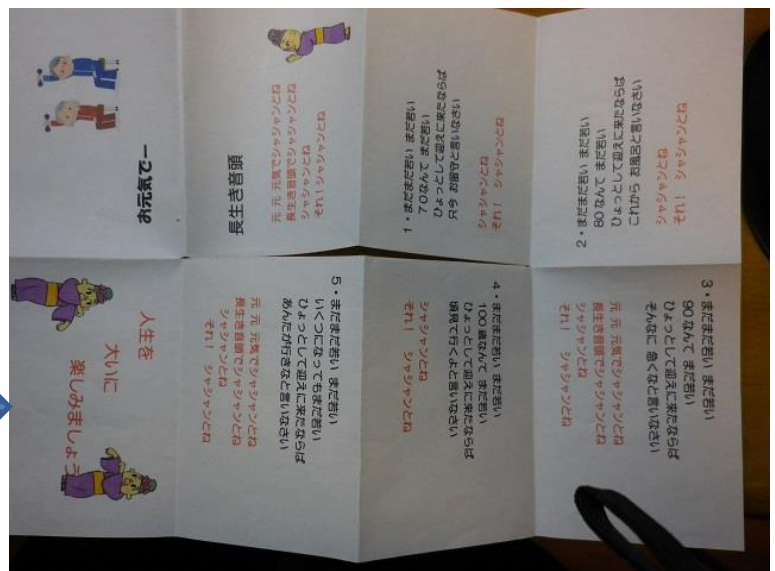 お元気でー
長生き音頭
元 元 元気でシャシャンとね
長生き音頭でシャシャンとね
シャシャンとね
それ！シャシャンとね
1・まだまだ若い まだ若い
70なんて まだ若い
ひょっとして迎えに来たならば
只今 お留守と言いなさい
シャシャンとね
それ！ シャシャンとね
2・まだまだ若い まだ若い
80なんて まだ若い
ひょっとして迎えに来たならば
これから お風呂と言いなさい
シャシャンとね
それ！ シャシャンとね
3・まだまだ若い まだ若い
90なんて まだ若い
ひょっとして迎えに来たならば
そんなに 急ぐなと言いなさい
元 元 元気でシャシャンとね
長生き音頭でシャシャンとね
シャシャンとね
それ！ シャシャンとね
4・まだまだ若い まだ若い
100歳なんて まだ若い
ひょっとして迎えに来たならば
頃見て行くよと言いなさい
シャシャンとね
それ！ シャシャンとね
5・まだまだ若い まだ若い
いくつになってもまだ若い
ひょっとして迎えに来たならば
あんたが行きなと言いなさい
元 元 元気でシャシャンとね
長生き音頭でシャシャンとね
シャシャンとね
それ！ シャシャンとね
人生を
大いに
楽しみましょう